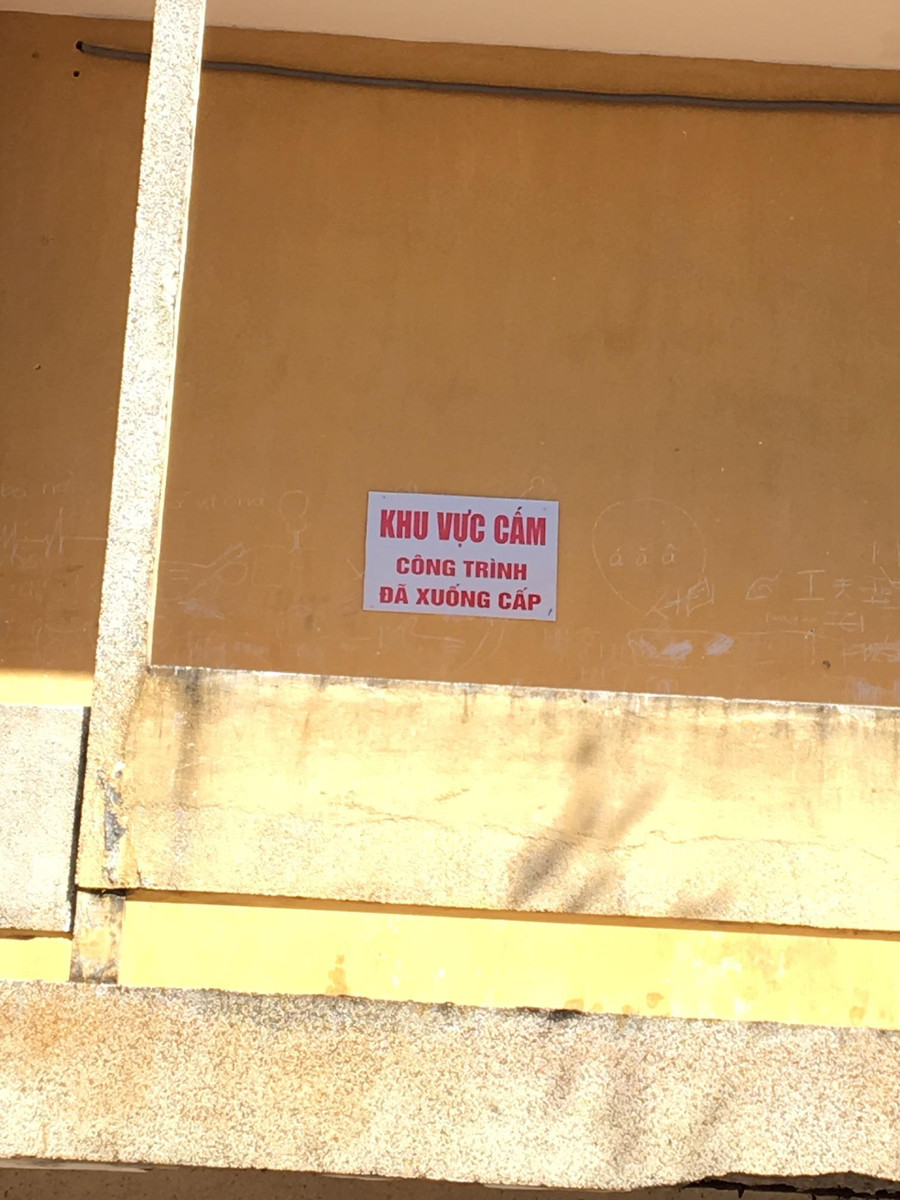 KHU VỰC CẤM
CÔNG TRÌNH
ĐÃ XUỐNG CẤP
á ă â